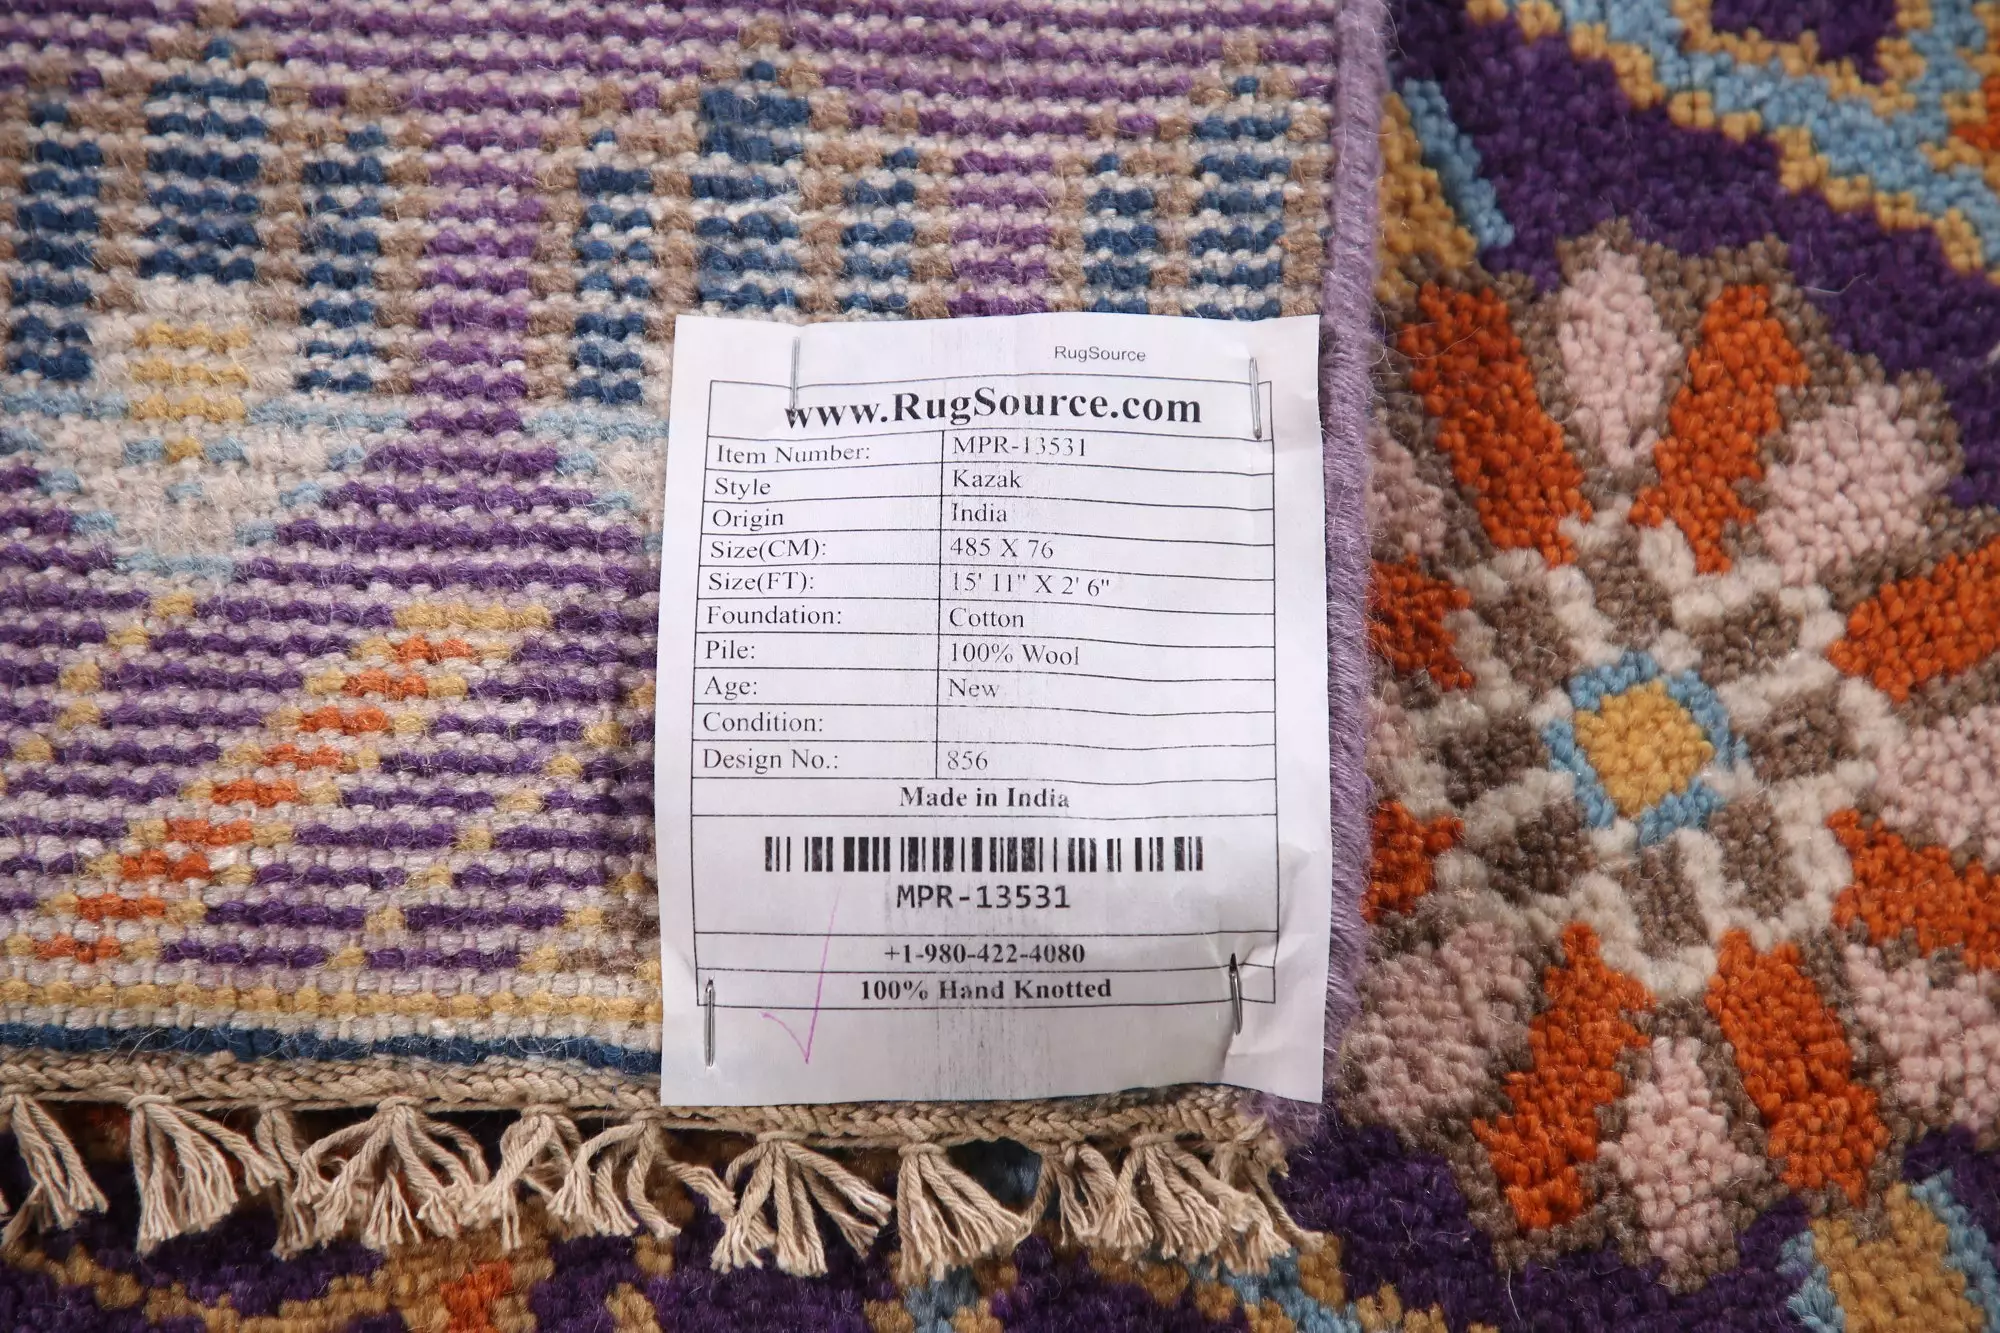 RugSource
www.RugSource.com
Item Number: MPR-13531
Style Kazak
Origin India
Size(CM): 485 X 76
Size(FT): 15' 11" X 2' 6"
Foundation: Cotton
Pile: 100% Wool
Age: New
Condition:
Design No.: 856
Made in India
MPR-13531
+1-980-422-4080
100% Hand Knotted